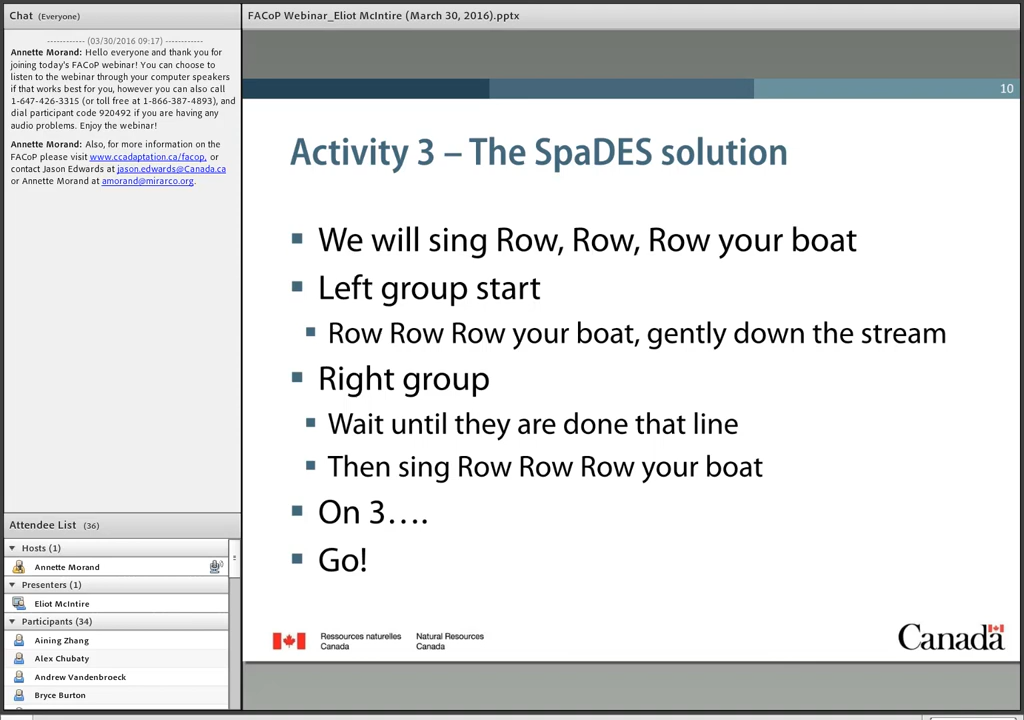 Chat (Everyone)
------------ (03/30/2016 09:17) ------------
Annette Morand: Hello everyone and thank you for
joining today's FACoP webinar! You can choose to
listen to the webinar through your computer speakers
if that works best for you, however you can also call
1-647-426-3315 (or toll free at 1-866-387-4893), and
dial participant code 920492 if you are having any
audio problems. Enjoy the webinar!
Annette Morand: Also, for more information on the
FACoP please visit www.ccadaptation.ca/facop, or
contact Jason Edwards at jason.edwards@Canada.ca
or Annette Morand at amorand@mirarco.org.
Attendee List (36)
Hosts (1)
Annette Morand
Presenters (1)
Eliot McIntire
Participants (34)
Aining Zhang
Alex Chubaty
Andrew Vandenbroeck
Bryce Burton
FACoP Webinar_Eliot McIntire (March 30, 2016).pptx
10
Activity 3 – The SpaDES solution
We will sing Row, Row, Row your boat
Left group start
Row Row Row your boat, gently down the stream
Right group
Wait until they are done that line
Then sing Row Row Row your boat
On 3….
Go!
Ressources naturelles
Canada
Natural Resources
Canada
Canada